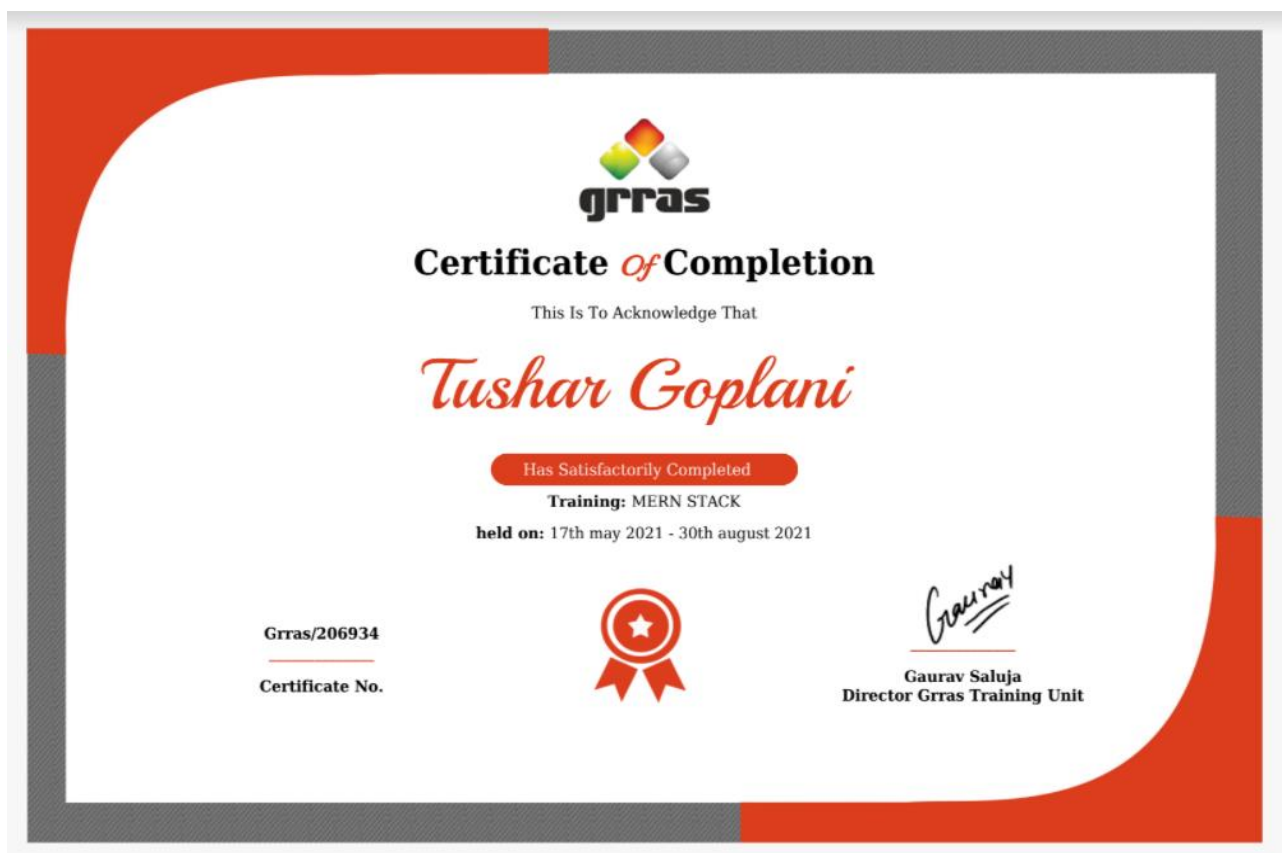 grras
Certificate Of Completion
This Is To Acknowledge That
Tushar Goplani
Has Satisfactorily Completed
Training: MERN STACK
held on: 17th may 2021 - 30th august 2021
Grras/206934
Certificate No.
Gaurav
Gaurav Saluja
Director Grras Training Unit